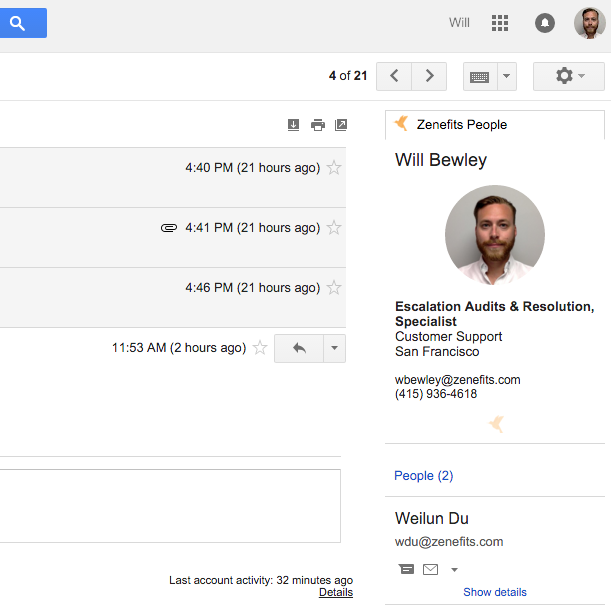 Will
4 of 21
Zenefits People
Will Bewley
4:40 PM (21 hours ago)
4:41 PM (21 hours ago)
4:46 PM (21 hours ago)
Escalation Audits & Resolution,
Specialist
Customer Support
San Francisco
11:53 AM (2 hours ago)
wbewley@zenefits.com
(415) 936-4618
People (2)
Weilun Du
wdu@zenefits.com
Show details
Last account activity: 32 minutes ago
Details